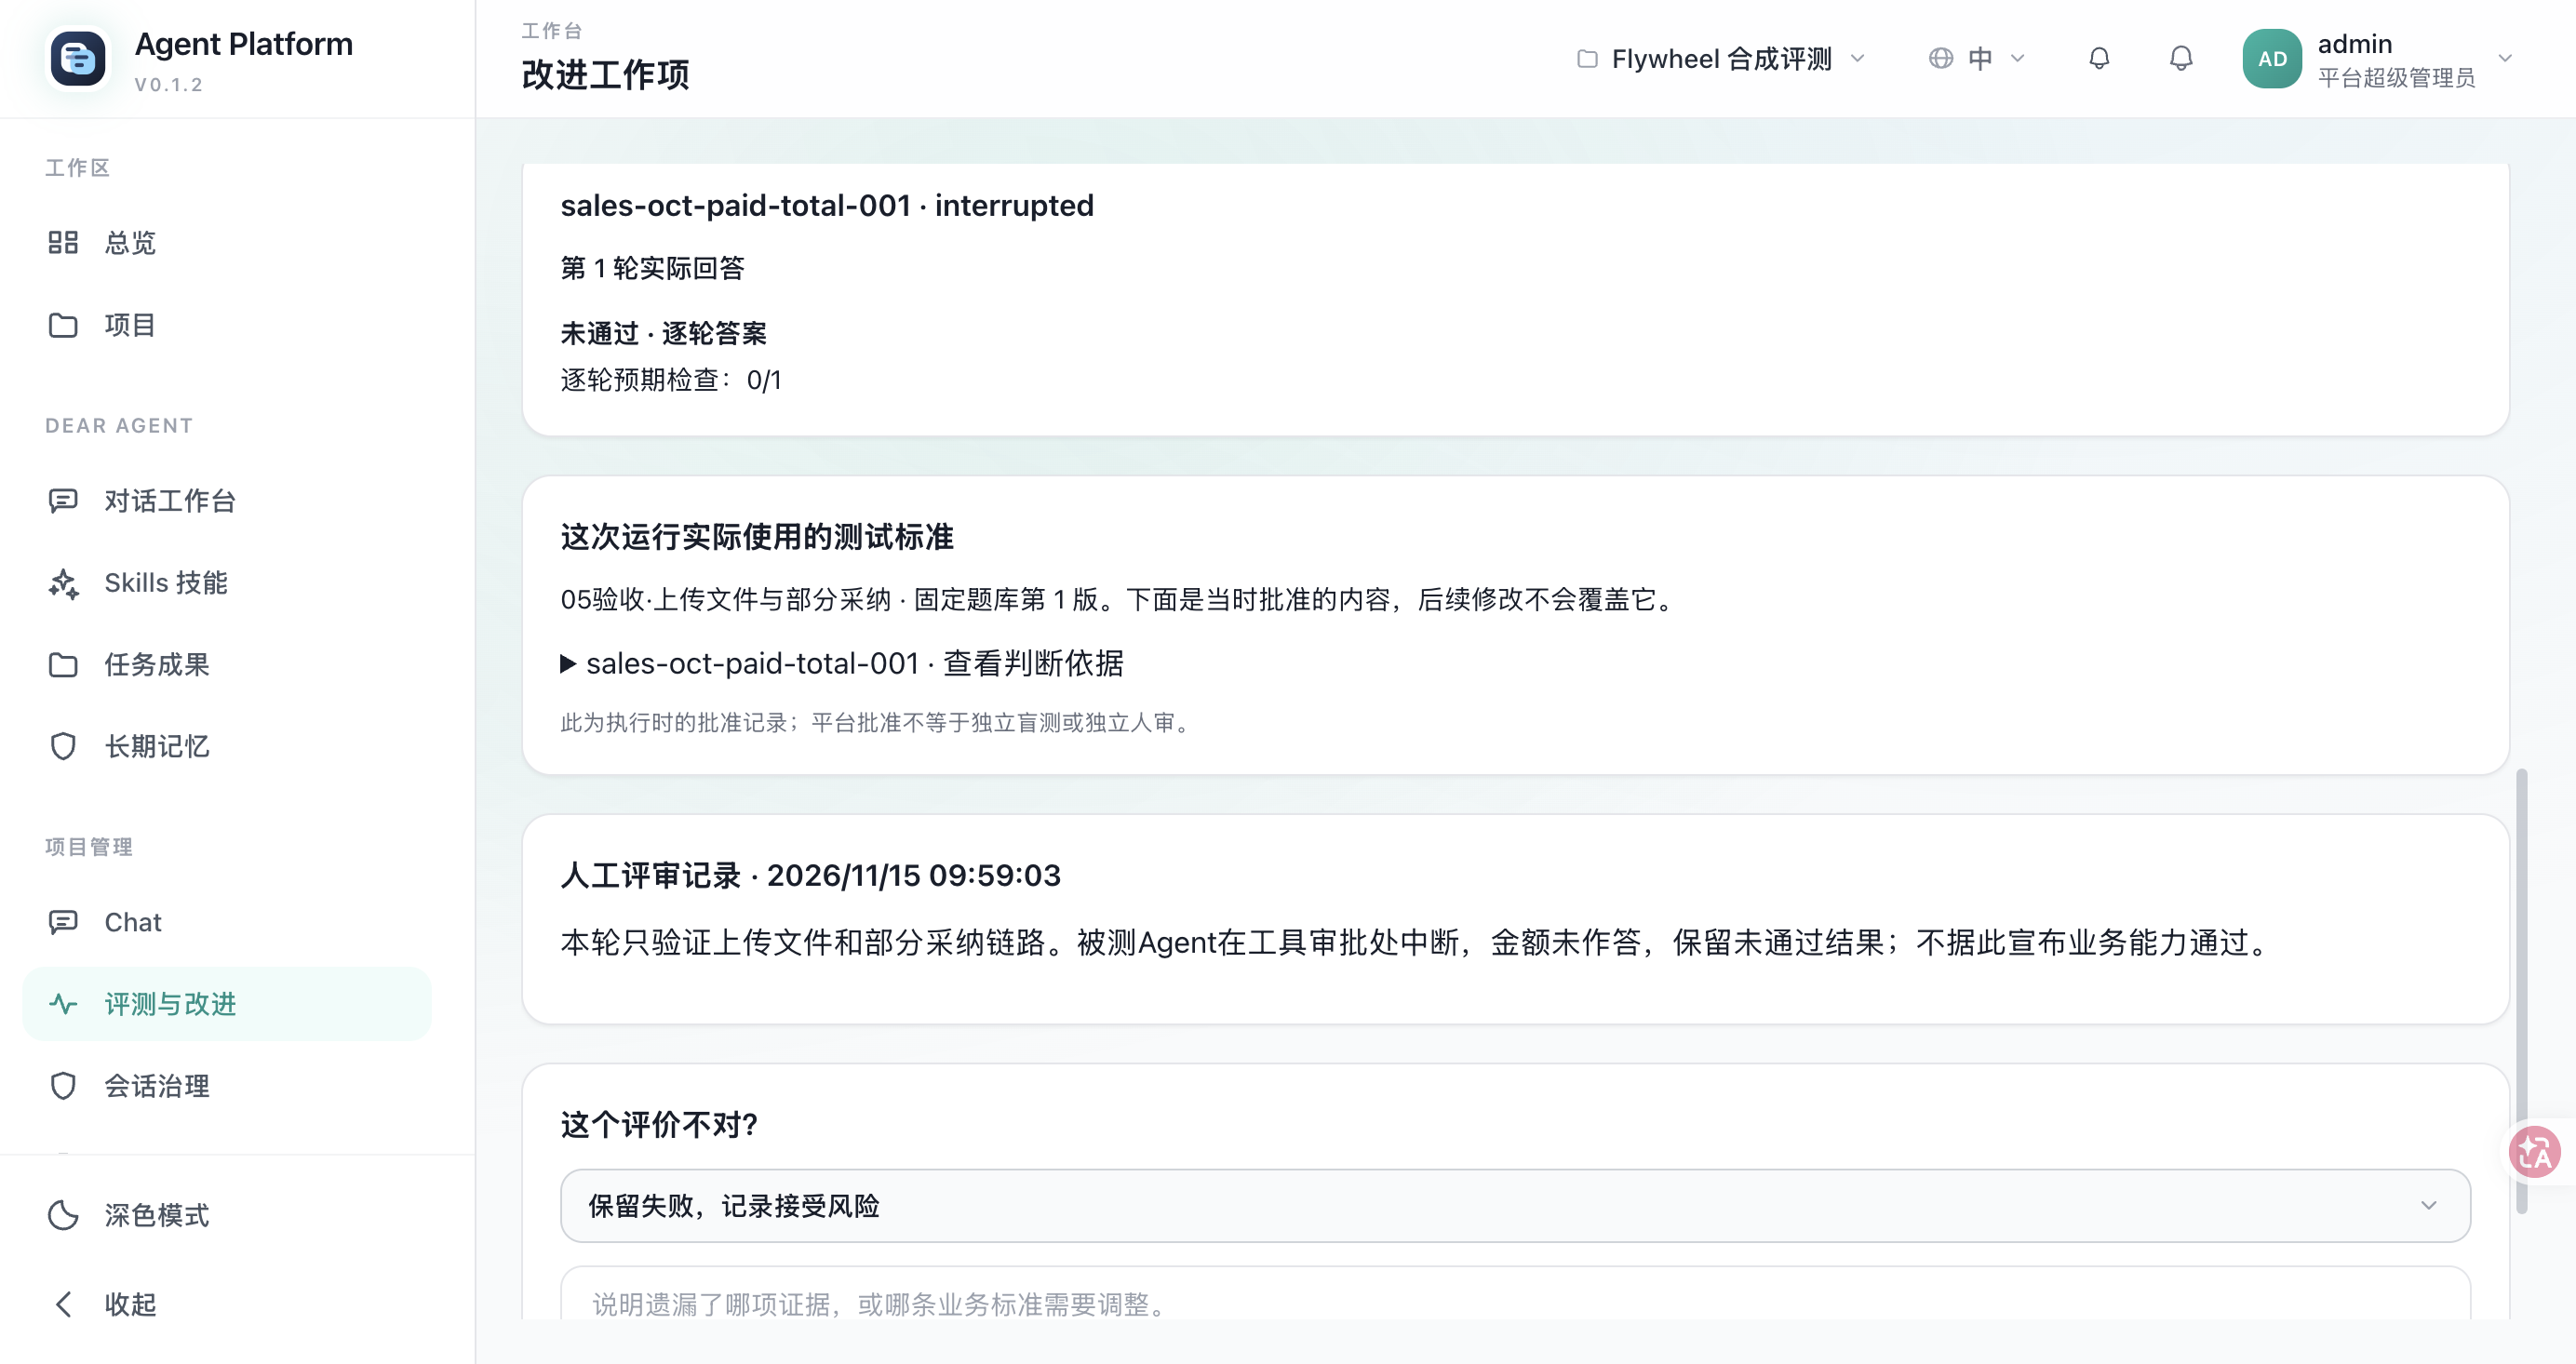 Agent Platform
V0.1.2
工作区
总览
项目
DEAR AGENT
对话工作台
Skills 技能
任务成果
长期记忆
项目管理
Chat
评测与改进
会话治理
深色模式
收起
工作台
改进工作项
Flywheel 合成评测
中
AD
admin
平台超级管理员
sales-oct-paid-total-001 · interrupted
第 1 轮实际回答
未通过 · 逐轮答案
逐轮预期检查：0/1
这次运行实际使用的测试标准
05验收·上传文件与部分采纳 · 固定题库第 1 版。下面是当时批准的内容，后续修改不会覆盖它。
▶ sales-oct-paid-total-001 · 查看判断依据
此为执行时的批准记录；平台批准不等于独立盲测或独立人审。
人工评审记录 · 2026/11/15 09:59:03
本轮只验证上传文件和部分采纳链路。被测Agent在工具审批处中断，金额未作答，保留未通过结果；不据此宣布业务能力通过。
这个评价不对?
保留失败，记录接受风险
说明遗漏了哪项证据，或哪条业务标准需要调整。